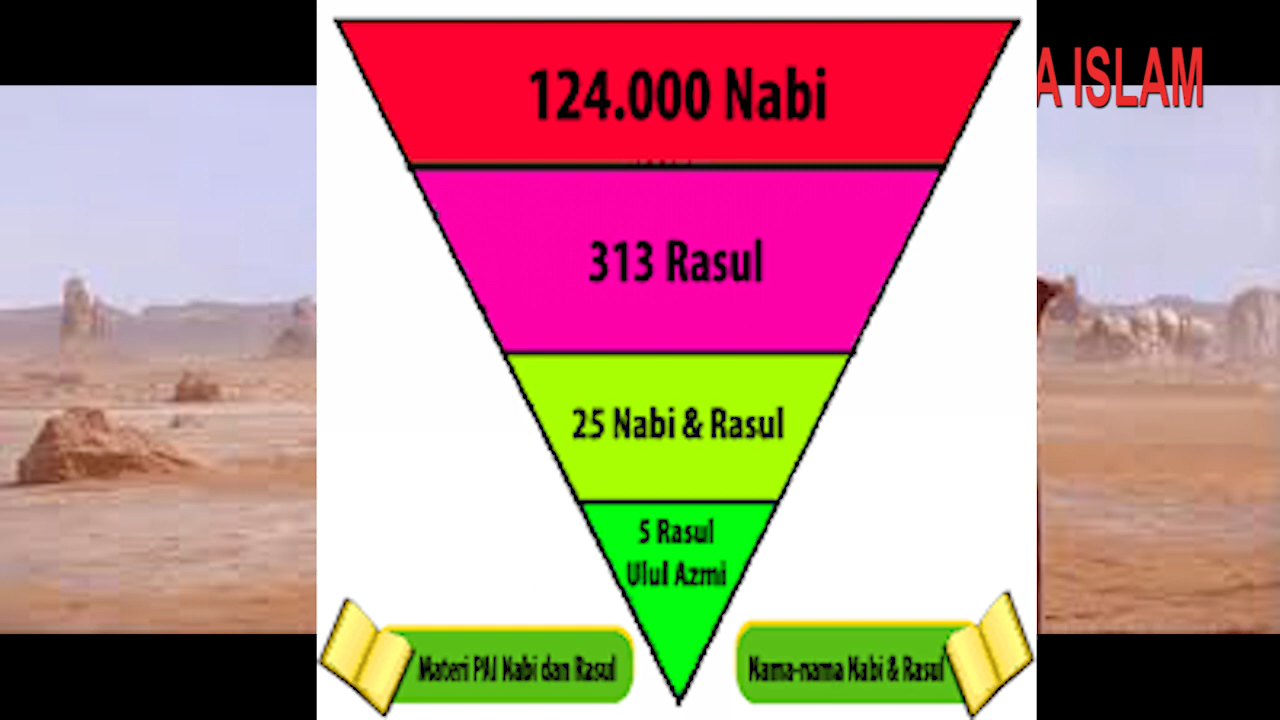 A ISLAM
124.000 Nabi
313 Rasul
25 Nabi & Rasul
5 Rasul
Ulul Azmi
Materi PAI Nabi dan Rasul
Nama-nama Nabi & Rasul